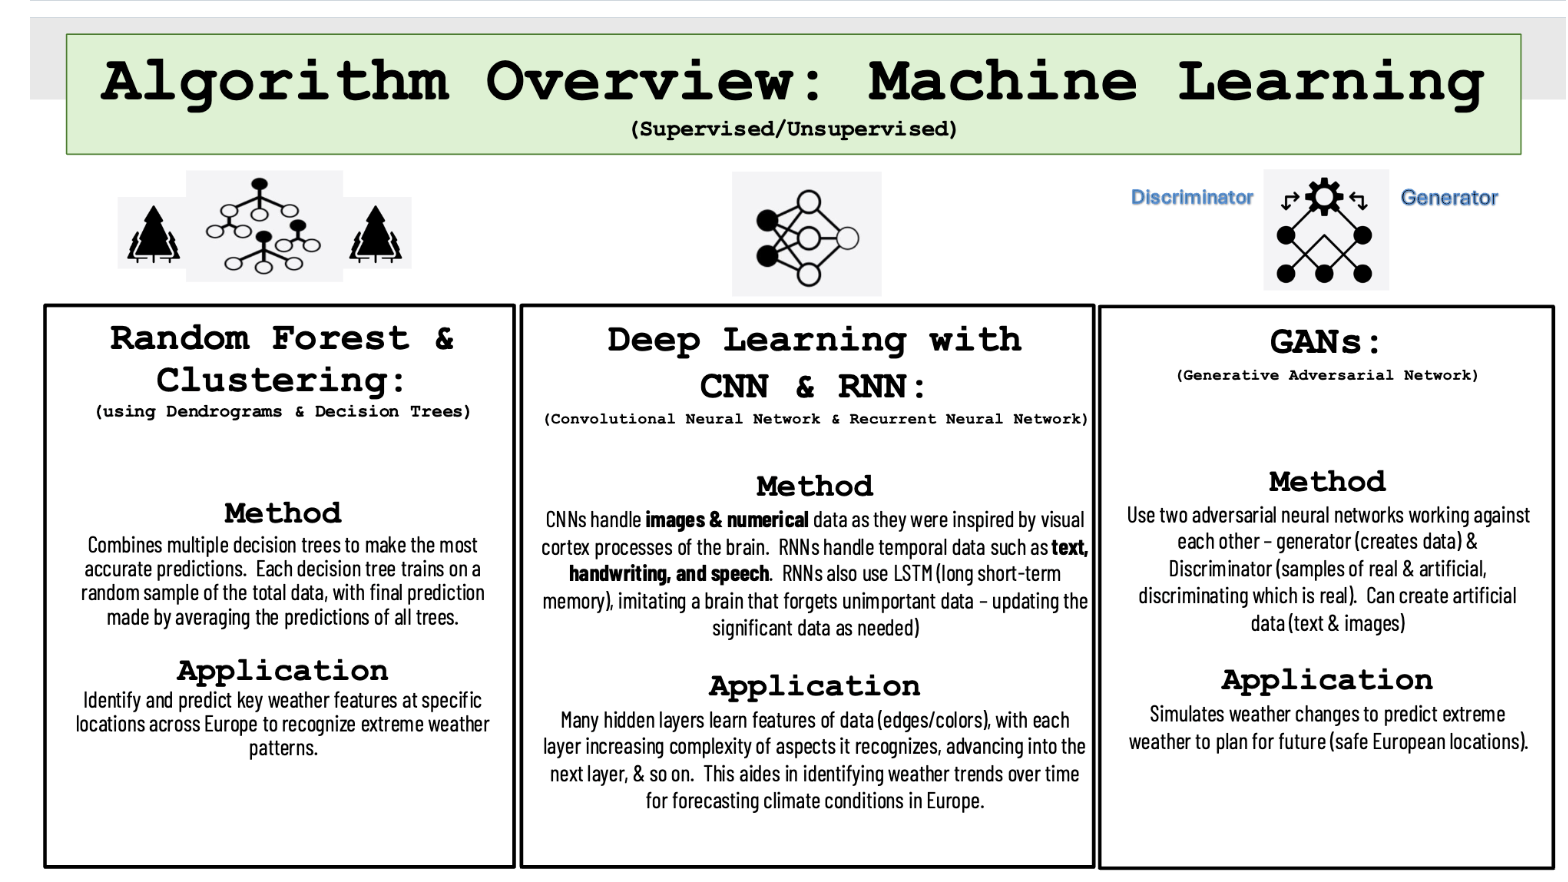 Algorithm Overview: Machine Learning
(Supervised/Unsupervised)
Discriminator
Generator
Random Forest &
Clustering:
(using Dendrograms & Decision Trees)
Method
Combines multiple decision trees to make the most
accurate predictions.  Each decision tree trains on a
random sample of the total data, with final prediction
made by averaging the predictions of all trees.
Application
Identify and predict key weather features at specific
locations across Europe to recognize extreme weather
patterns.
Deep Learning with
CNN & RNN:
(Convolutional Neural Network & Recurrent Neural Network)
Method
CNNs handle images & numerical data as they were inspired by visual
cortex processes of the brain.  RNNs handle temporal data such as text,
handwriting, and speech.  RNNs also use LSTM (long short-term
memory), imitating a brain that forgets unimportant data – updating the
significant data as needed)
Application
Many hidden layers learn features of data (edges/colors), with each
layer increasing complexity of aspects it recognizes, advancing into the
next layer, & so on.  This aides in identifying weather trends over time
for forecasting climate conditions in Europe.
GANs:
(Generative Adversarial Network)
Method
Use two adversarial neural networks working against
each other – generator (creates data) &
Discriminator (samples of real & artificial,
discriminating which is real).  Can create artificial
data (text & images)
Application
Simulates weather changes to predict extreme
weather to plan for future (safe European locations).